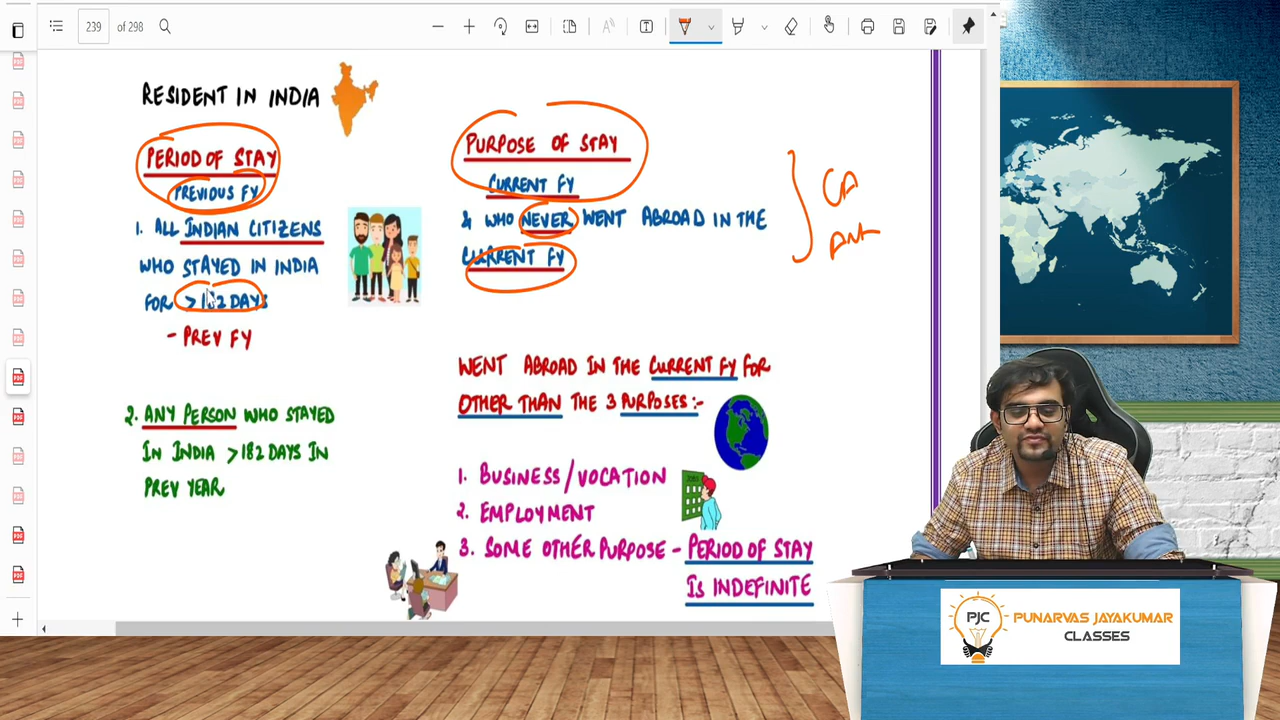 239 of 298
RESIDENT IN INDIA
PERIOD OF STAY
PREVIOUS FY
1. ALL INDIAN CITIZENS
WHO STAYED IN INDIA
FOR >182 DAYS
- PREV FY
2. ANY PERSON WHO STAYED
IN INDIA >182 DAYS IN
PREV YEAR
PURPOSE OF STAY
CURRENT FY
& WHO NEVER WENT ABROAD IN THE
CURRENT FY
CA
WENT ABROAD IN THE CURRENT FY FOR
OTHER THAN THE 3 PURPOSES:-
1. BUSINESS/VOCATION
2. EMPLOYMENT
3. SOME OTHER PURPOSE - PERIOD OF STAY
IS INDEFINITE
PJC
PUNARVAS JAYAKUMAR
CLASSES